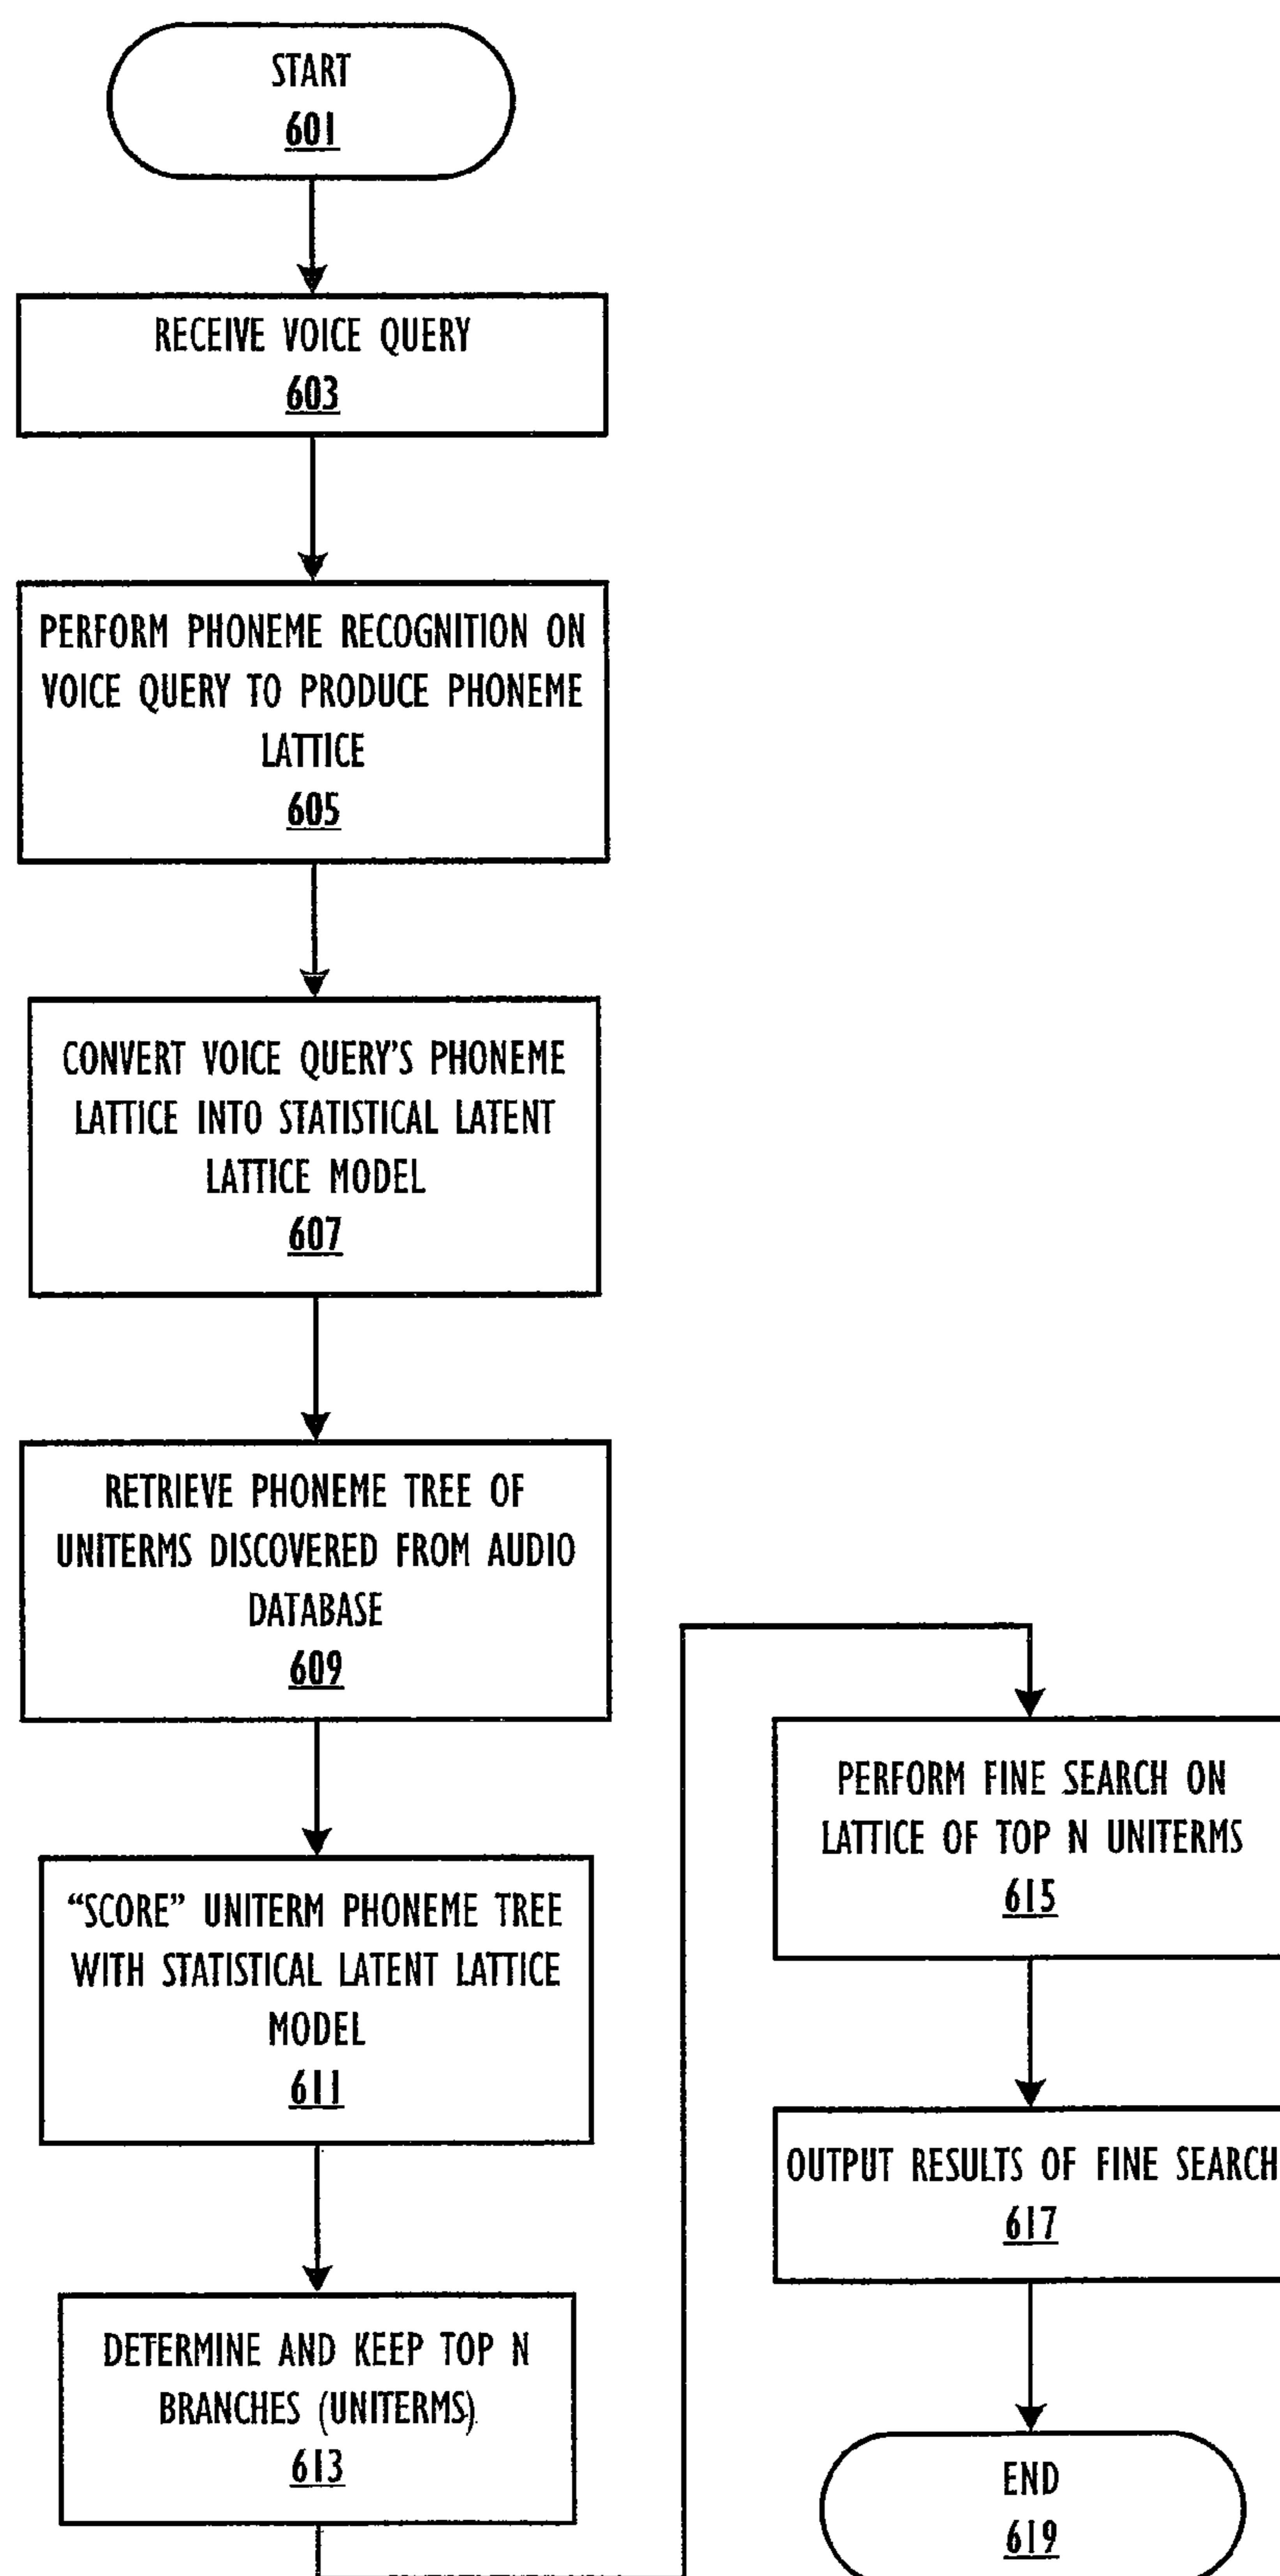 START
601
RECEIVE VOICE QUERY
603
PERFORM PHONEME RECOGNITION ON
VOICE QUERY TO PRODUCE PHONEME
LATTICE
605
CONVERT VOICE QUERY'S PHONEME
LATTICE INTO STATISTICAL LATENT
LATTICE MODEL
607
RETRIEVE PHONEME TREE OF
UNITERMS DISCOVERED FROM AUDIO
DATABASE
609
“SCORE” UNITERM PHONEME TREE
WITH STATISTICAL LATENT LATTICE
MODEL
611
DETERMINE AND KEEP TOP N
BRANCHES (UNITERMS)
613
PERFORM FINE SEARCH ON
LATTICE OF TOP N UNITERMS
615
OUTPUT RESULTS OF FINE SEARCH
617
END
619